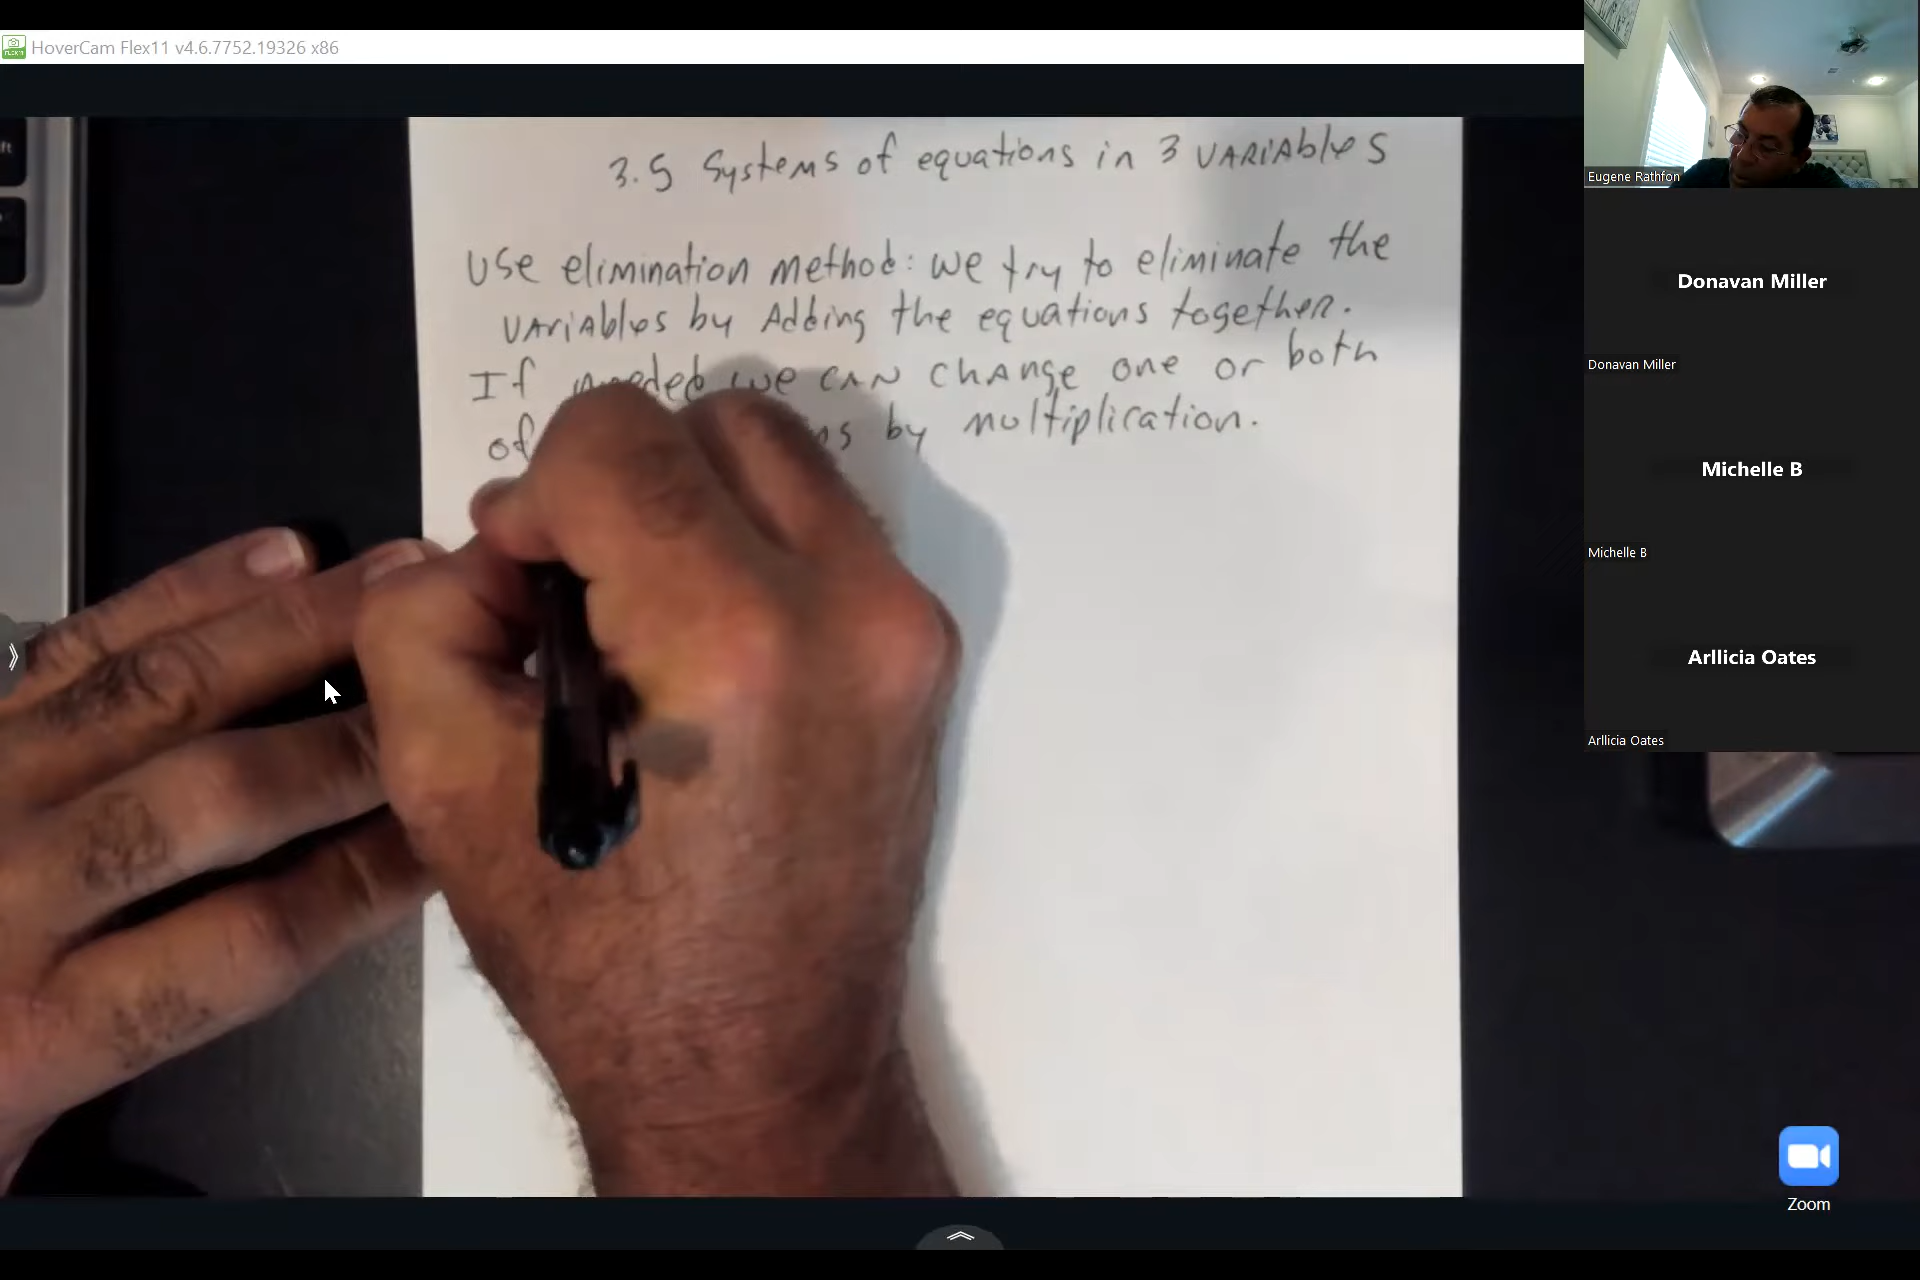 HoverCam Flex11 v4.6.7752.19326 x86
3.5 Systems of equations in 3 VARIAblES
Use elimination method: we try to eliminate the
VARIAbles by Adding the equations together.
If needed we CAN change one or both
of by multiplication.
Eugene Rathfon
Donavan Miller
Donavan Miller
Michelle B
Michelle B
Arllicia Oates
Arllicia Oates
Zoom